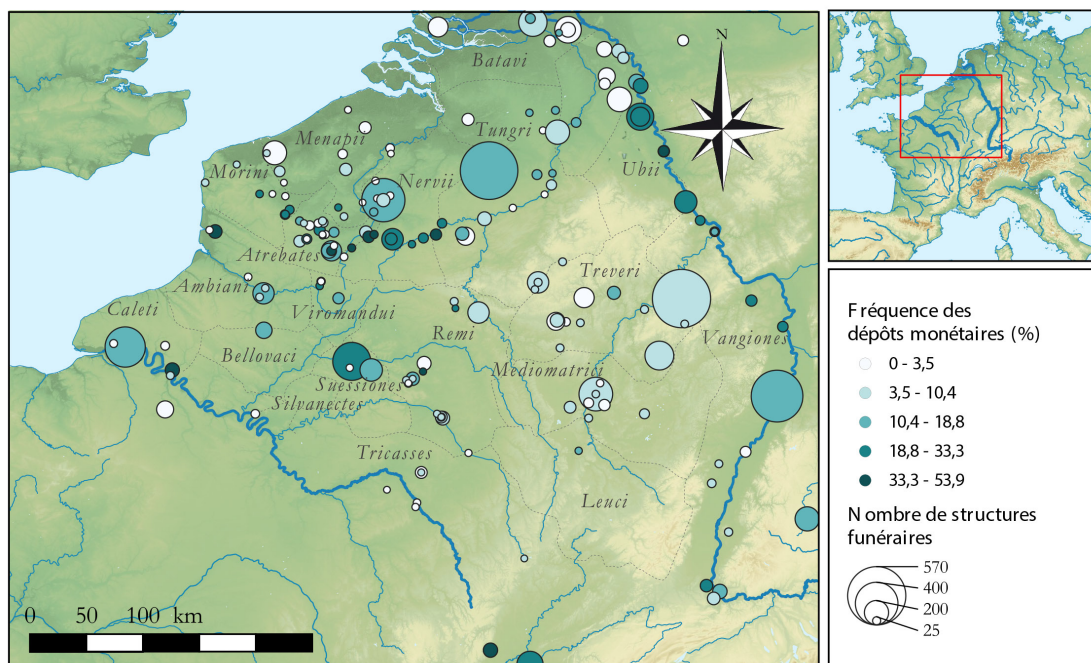 N
Batavi
Menapii
Tungri
Morini
Nervii
Ubii
Atrebates
Ambiani
Treveri
Caleti
Viromandui
Remi
Vangiones
Bellovaci
Mediomatrici
Suessiones
Silvanectes
Tricasses
Leuci
0 50 100 km
Fréquence des
dépôts monétaires (%)
0 - 3,5
3,5 - 10,4
10,4 - 18,8
18,8 - 33,3
33,3 - 53,9
Nombre de structures
funéraires
570
400
200
25